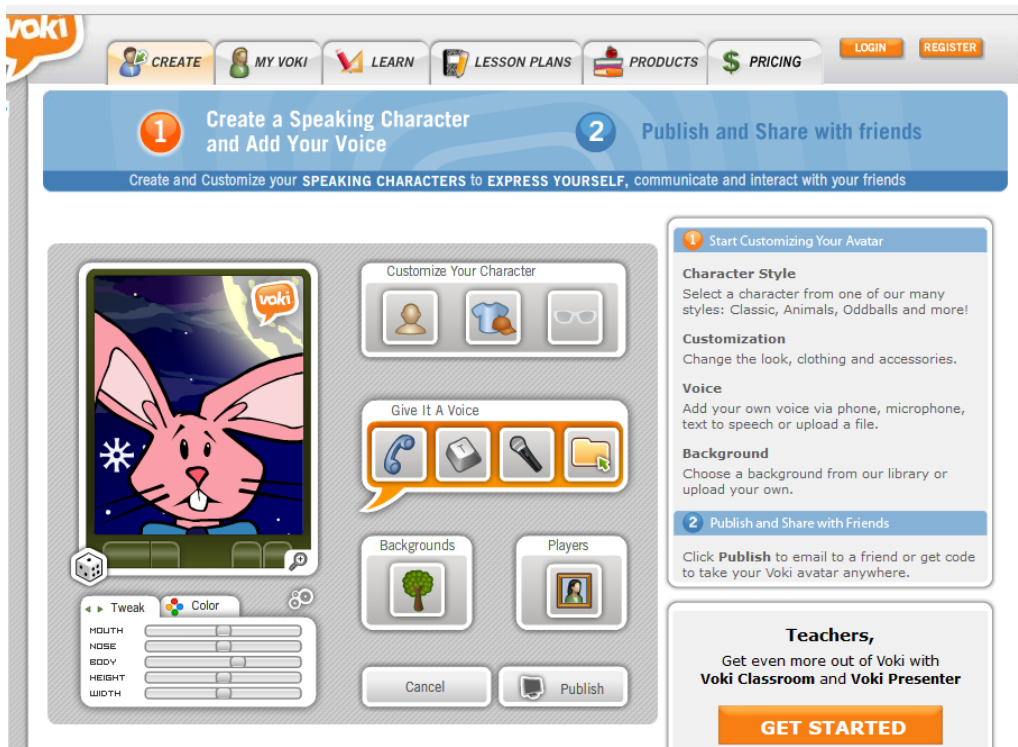 voki
CREATE
MY VOKI
LEARN
LESSON PLANS
PRODUCTS
$ PRICING
LOGIN
REGISTER
1
Create a Speaking Character
and Add Your Voice
2
Publish and Share with friends
Create and Customize your SPEAKING CHARACTERS to EXPRESS YOURSELF, communicate and interact with your friends
voki
Tweak
Color
MOUTH
NOSE
BODY
HEIGHT
WIDTH
Customize Your Character
Give It A Voice
T
Backgrounds
Players
Cancel
Publish
1 Start Customizing Your Avatar
Character Style
Select a character from one of our many
styles: Classic, Animals, Oddballs and more!
Customization
Change the look, clothing and accessories.
Voice
Add your own voice via phone, microphone,
text to speech or upload a file.
Background
Choose a background from our library or
upload your own.
2 Publish and Share with Friends
Click Publish to email to a friend or get code
to take your Voki avatar anywhere.
Teachers,
Get even more out of Voki with
Voki Classroom and Voki Presenter
GET STARTED